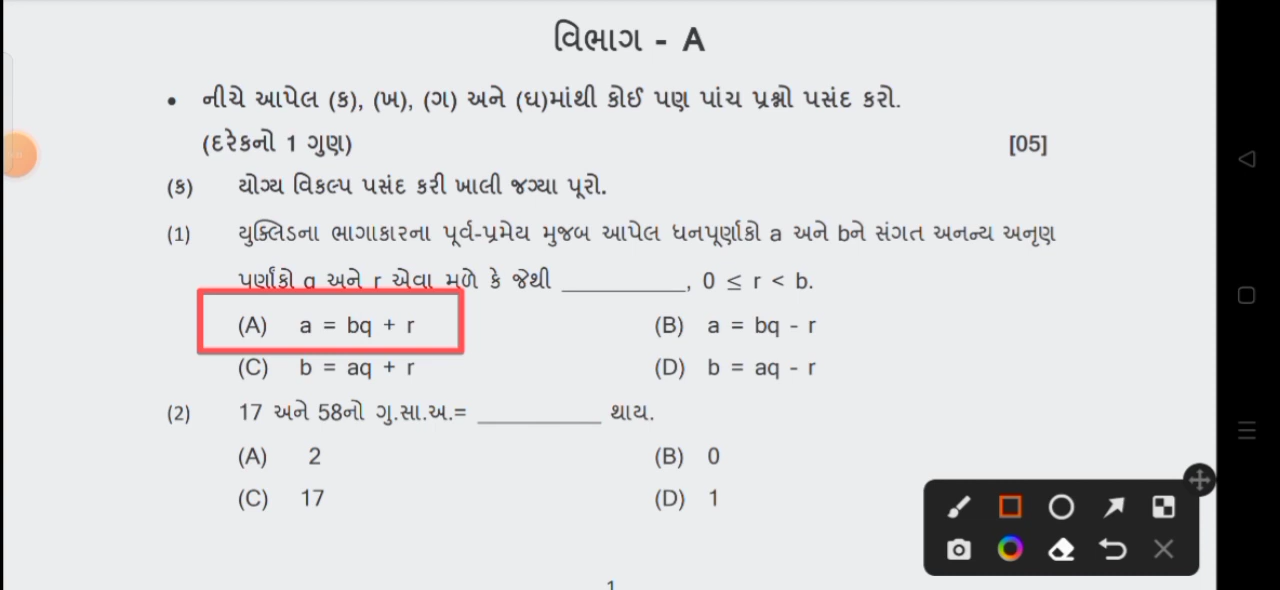 વિભાગ - A
• નીચે આપેલ (ક), (ખ), (ગ) અને (ઘ)માંથી કોઈ પણ પાંચ પ્રશ્નો પસંદ કરો.
(દરેકનો 1 ગુણ) [05]
(ક) યોગ્ય વિકલ્પ પસંદ કરી ખાલી જગ્યા પૂરો.
(1) યુક્લિડના ભાગાકારના પૂર્વ-પ્રમેય મુજબ આપેલ ધનપૂર્ણાંકો a અને bને સંગત અનન્ય અનૃણ
પૂર્ણાંકો q અને r એવા મળે કે જેથી __________, 0 ≤ r < b.
(A) a = bq + r (B) a = bq - r
(C) b = aq + r (D) b = aq - r
(2) 17 અને 58નો ગુ.સા.અ.= __________ થાય.
(A) 2 (B) 0
(C) 17 (D) 1
1